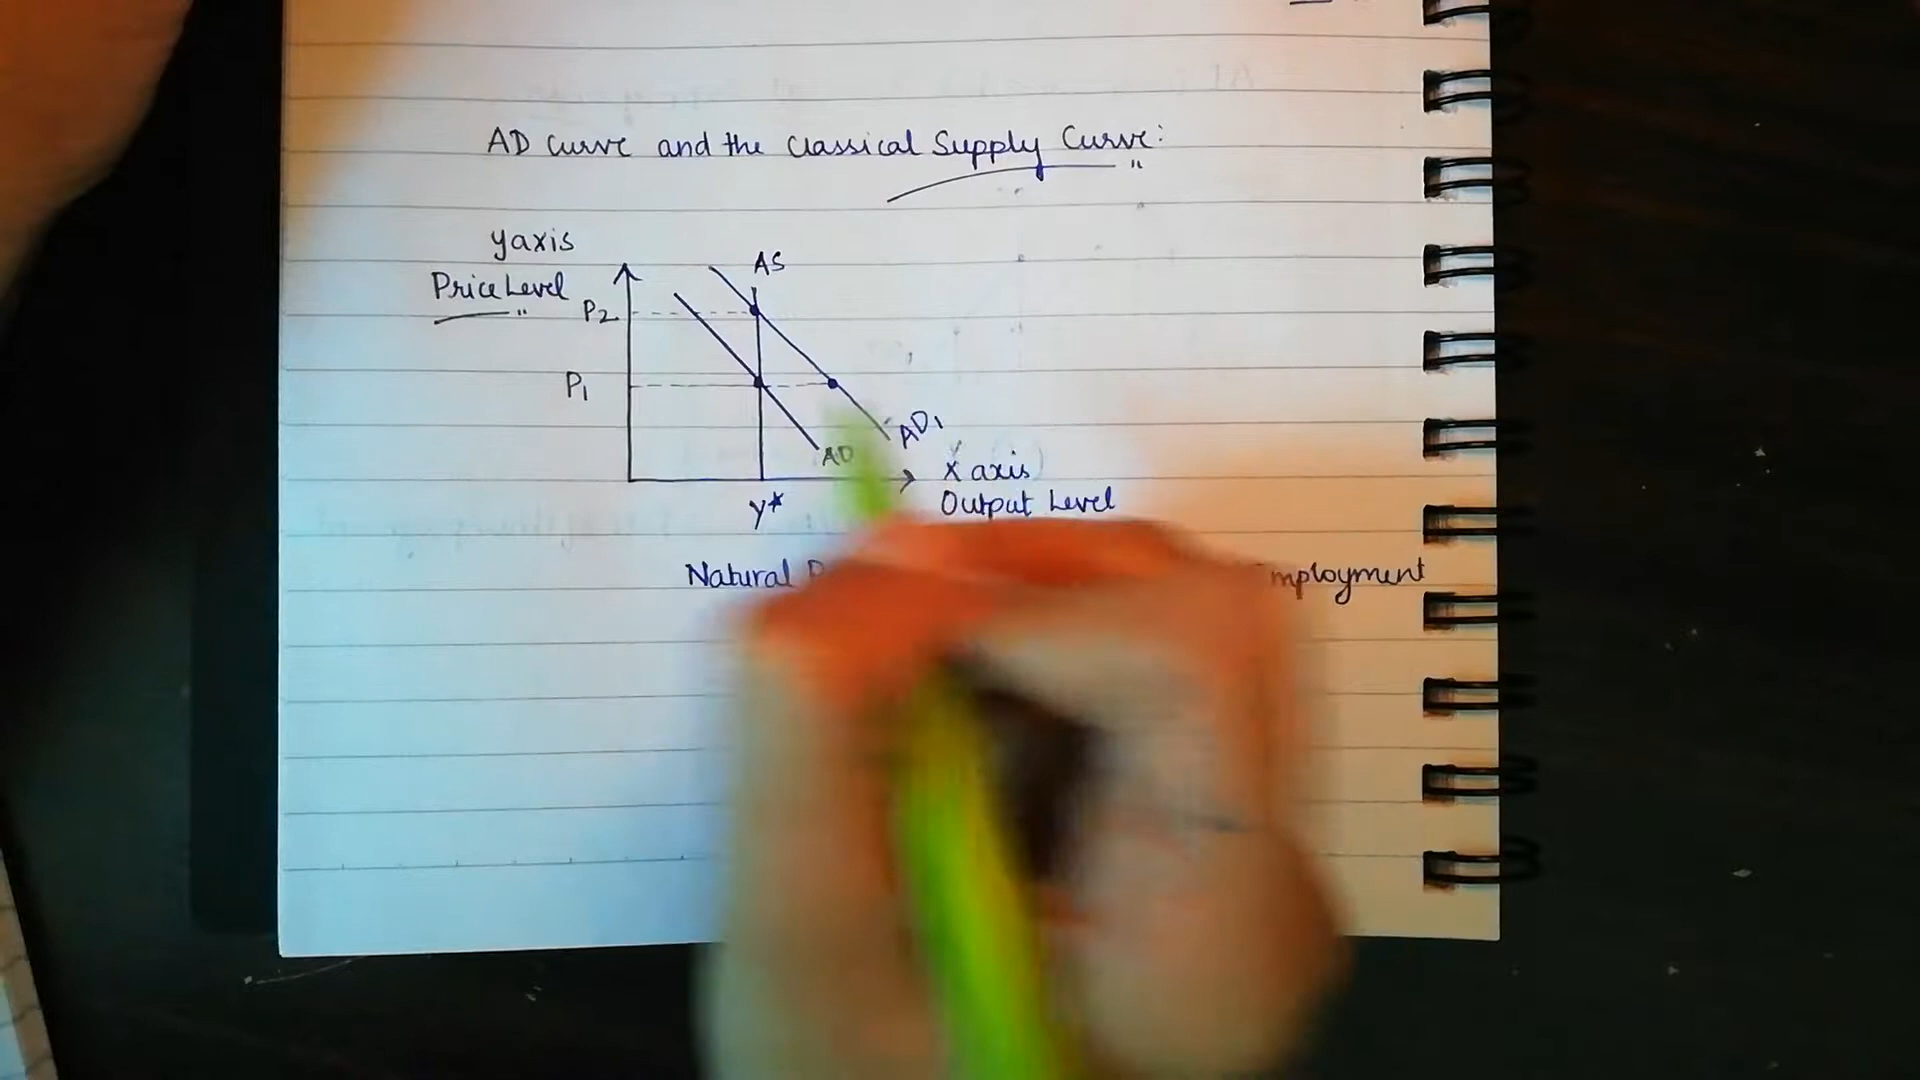 AD Curve and the Classical Supply Curve:
y axis
Price Level
AS
P2
P1
AD1
AD
X axis
Y*
Output Level
Natural
Employment